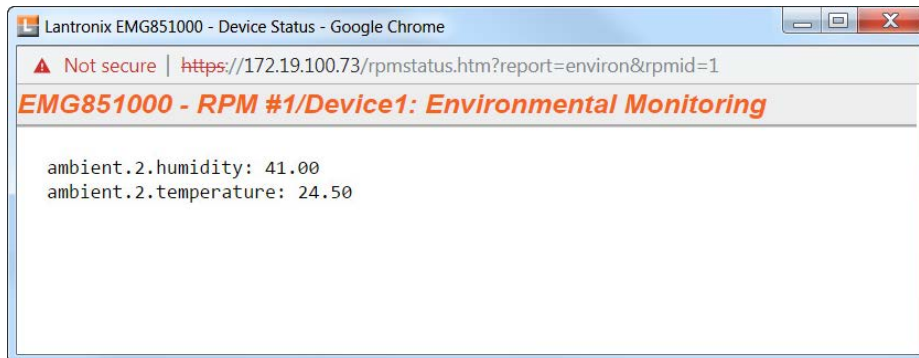 Lantronix EMG851000 - Device Status - Google Chrome
Not secure | https://172.19.100.73/rpmstatus.htm?report=environ&rpmid=1
EMG851000 - RPM #1/Device1: Environmental Monitoring
ambient.2.humidity: 41.00
ambient.2.temperature: 24.50